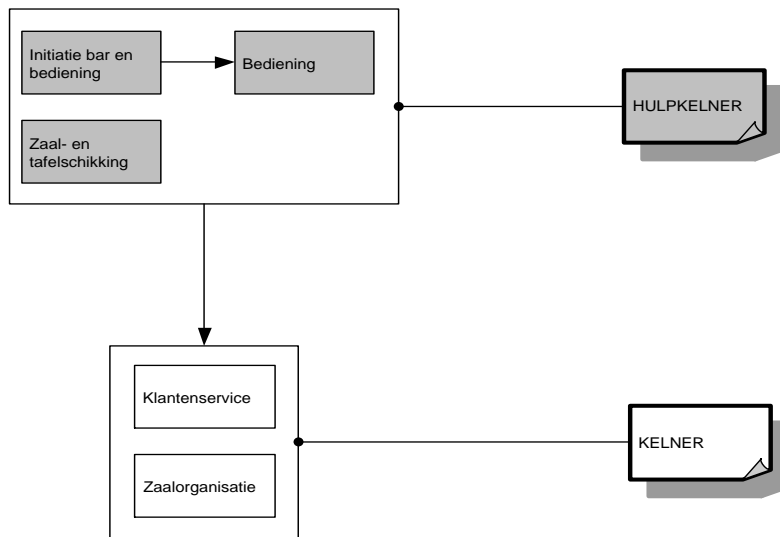 Initiatie bar en
bediening
Bediening
HULPKELNER
Zaal- en
tafelschikking
Klantenservice
KELNER
Zaalorganisatie